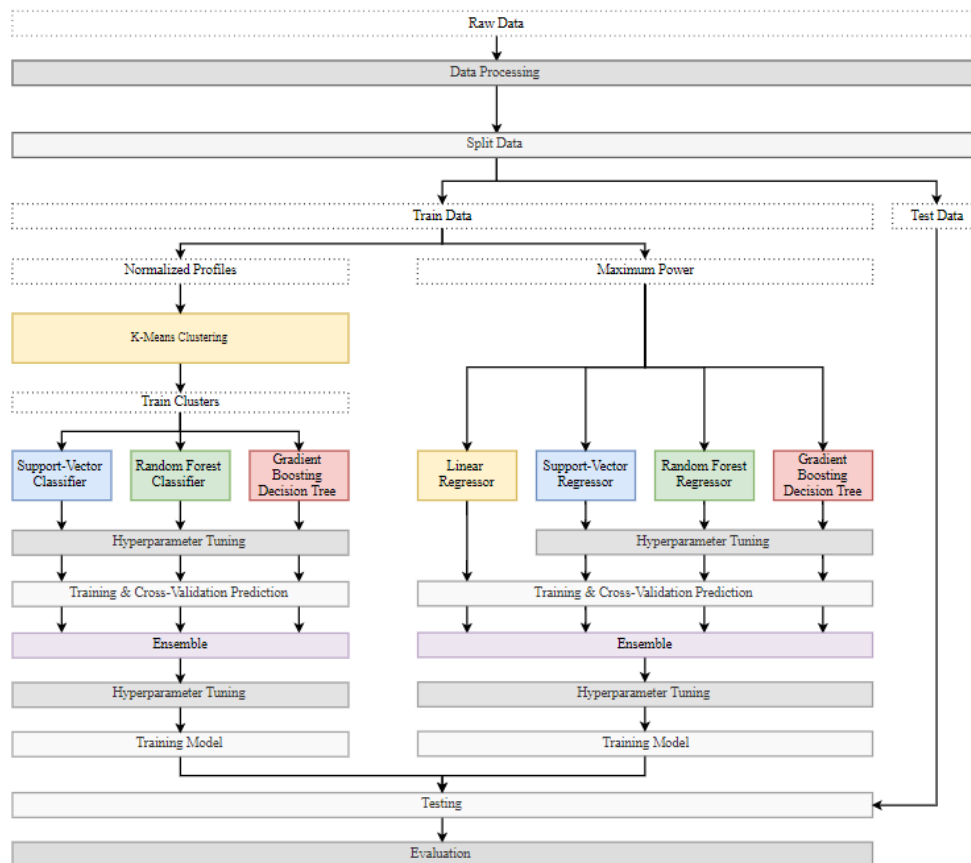 Raw Data
Data Processing
Split Data
Train Data
Test Data
Normalized Profiles
Maximum Power
K-Means Clustering
Train Clusters
Support-Vector
Classifier
Random Forest
Classifier
Gradient
Boosting
Decision Tree
Linear
Regressor
Support-Vector
Regressor
Random Forest
Regressor
Gradient
Boosting
Decision Tree
Hyperparameter Tuning
Hyperparameter Tuning
Training & Cross-Validation Prediction
Training & Cross-Validation Prediction
Ensemble
Ensemble
Hyperparameter Tuning
Hyperparameter Tuning
Training Model
Training Model
Testing
Evaluation